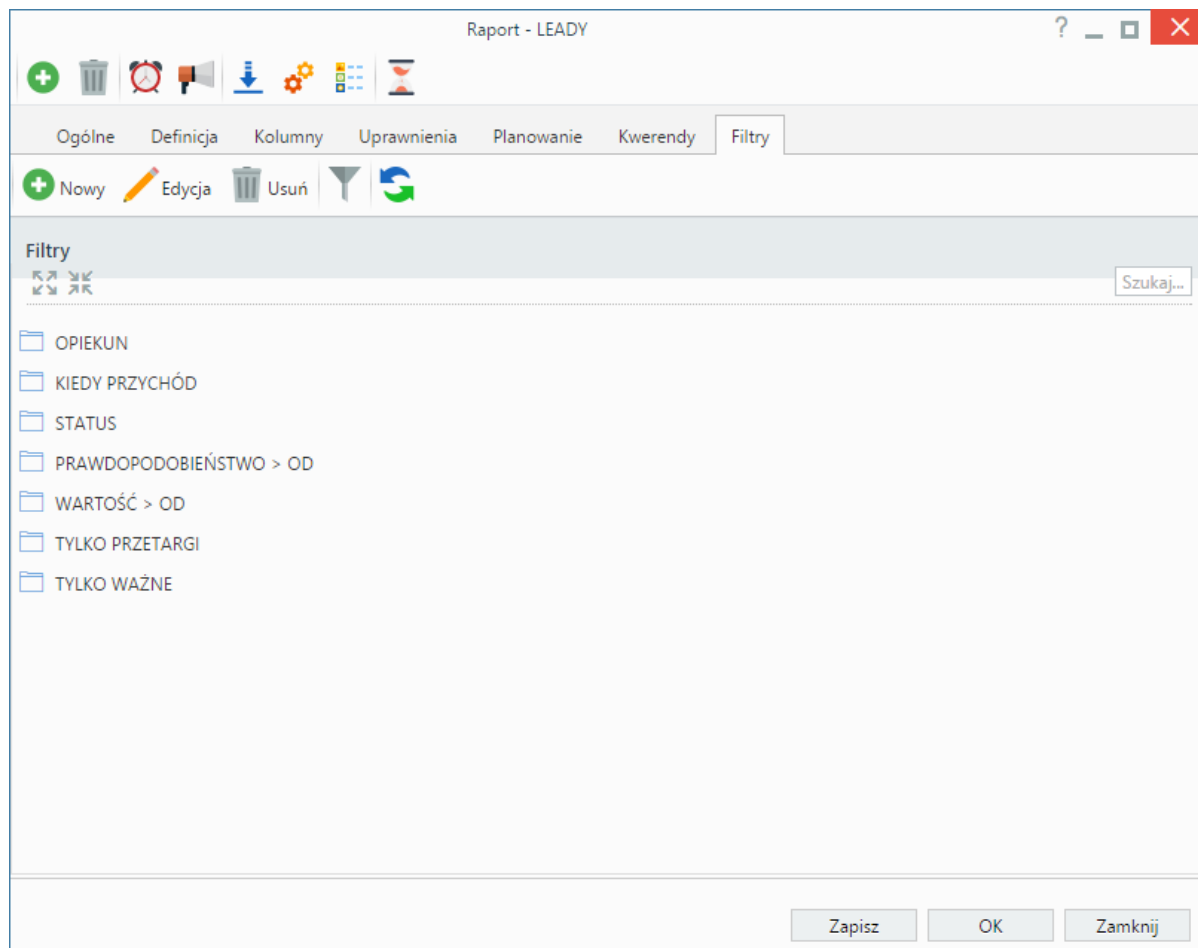 Raport - LEADY
?
Ogólne Definicja Kolumny Uprawnienia Planowanie Kwerendy Filtry
Nowy Edycja Usuń
Filtry
Szukaj...
OPIEKUN
KIEDY PRZYCHÓD
STATUS
PRAWDOPODOBIEŃSTWO > OD
WARTOŚĆ > OD
TYLKO PRZETARGI
TYLKO WAŻNE
Zapisz OK Zamknij